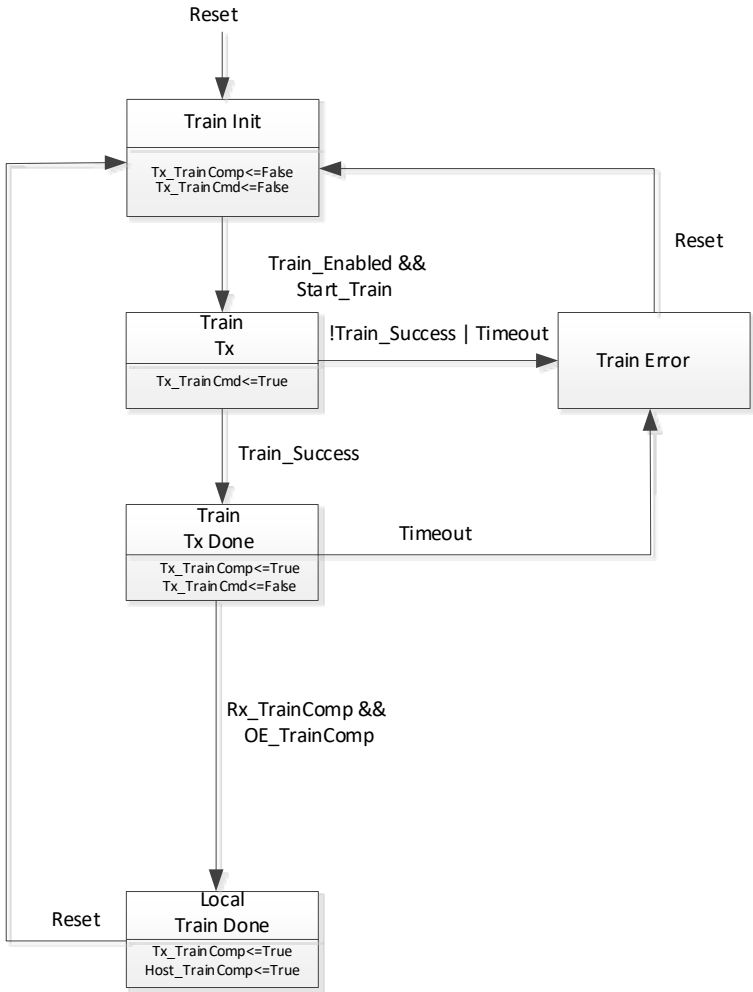 Reset
Train Init
Tx_TrainComp<=False
Tx_TrainCmd<=False
Reset
Train_Enabled &&
Start_Train
Train
Tx
!Train_Success | Timeout
Train Error
Tx_TrainCmd<=True
Train_Success
Train
Tx Done
Timeout
Tx_TrainComp<=True
Tx_TrainCmd<=False
Rx_TrainComp &&
OE_TrainComp
Local
Train Done
Reset
Tx_TrainComp<=True
Host_TrainComp<=True